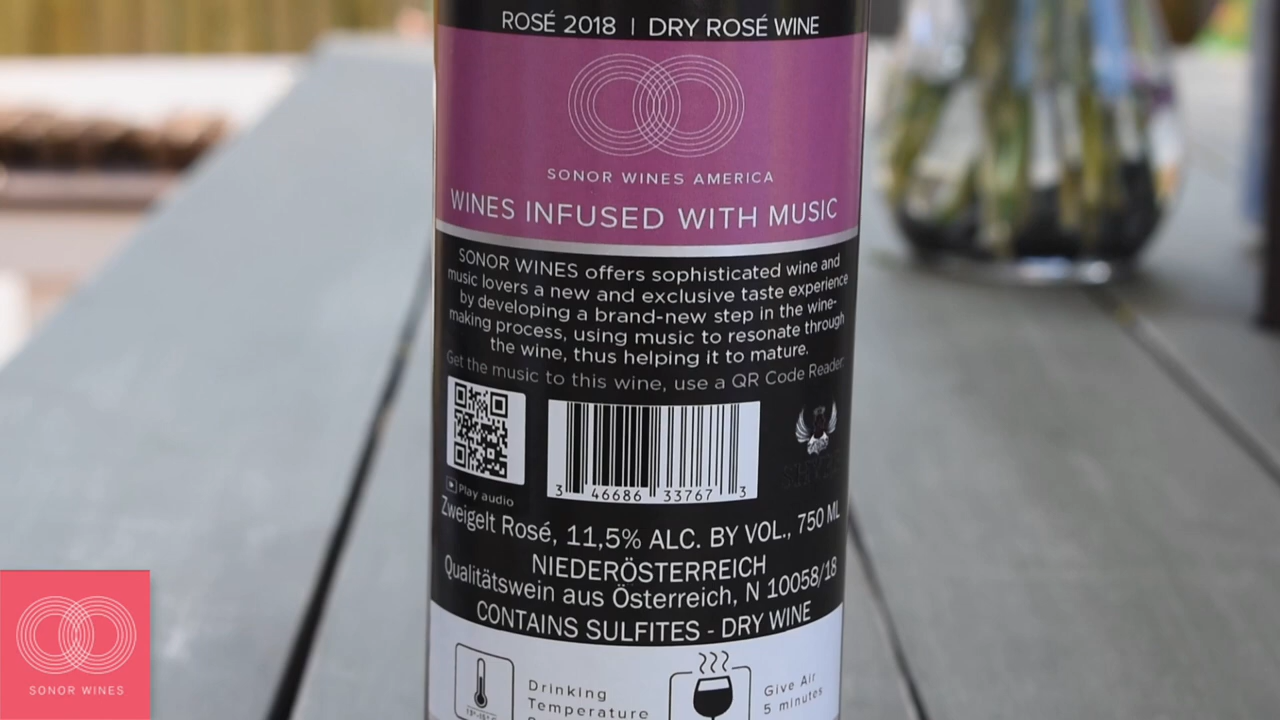 ROSÉ 2018 | DRY ROSÉ WINE
SONOR WINES AMERICA
WINES INFUSED WITH MUSIC
SONOR WINES offers sophisticated wine and
music lovers a new and exclusive taste experience
by developing a brand-new step in the wine-
making process, using music to resonate through
the wine, thus helping it to mature.
Get the music to this wine, use a QR Code Reader.
3 46686 33767 3
Play audio
Zweigelt Rosé, 11,5% ALC. BY VOL., 750 ML
NIEDERÖSTERREICH
Qualitätswein aus Österreich, N 10058/18
CONTAINS SULFITES - DRY WINE
Drinking
Temperature
Give Air
5 minutes
SONOR WINES